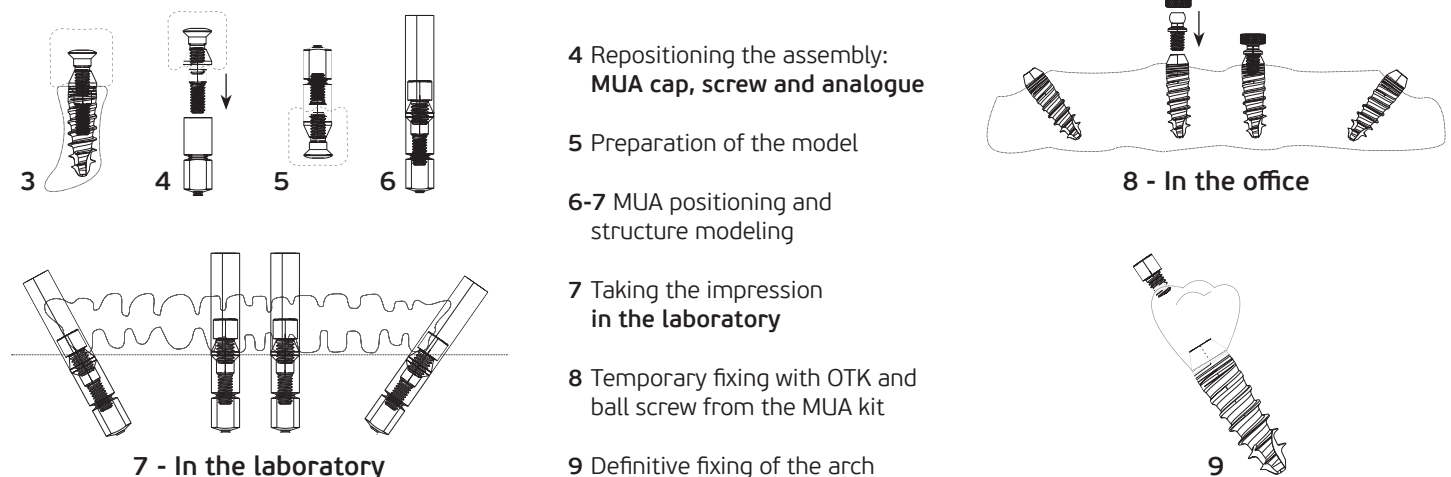 3
4
5
6
7 - In the laboratory
4 Repositioning the assembly:
MUA cap, screw and analogue
5 Preparation of the model
6-7 MUA positioning and
structure modeling
7 Taking the impression
in the laboratory
8 Temporary fixing with OTK and
ball screw from the MUA kit
9 Definitive fixing of the arch
8 - In the office
9